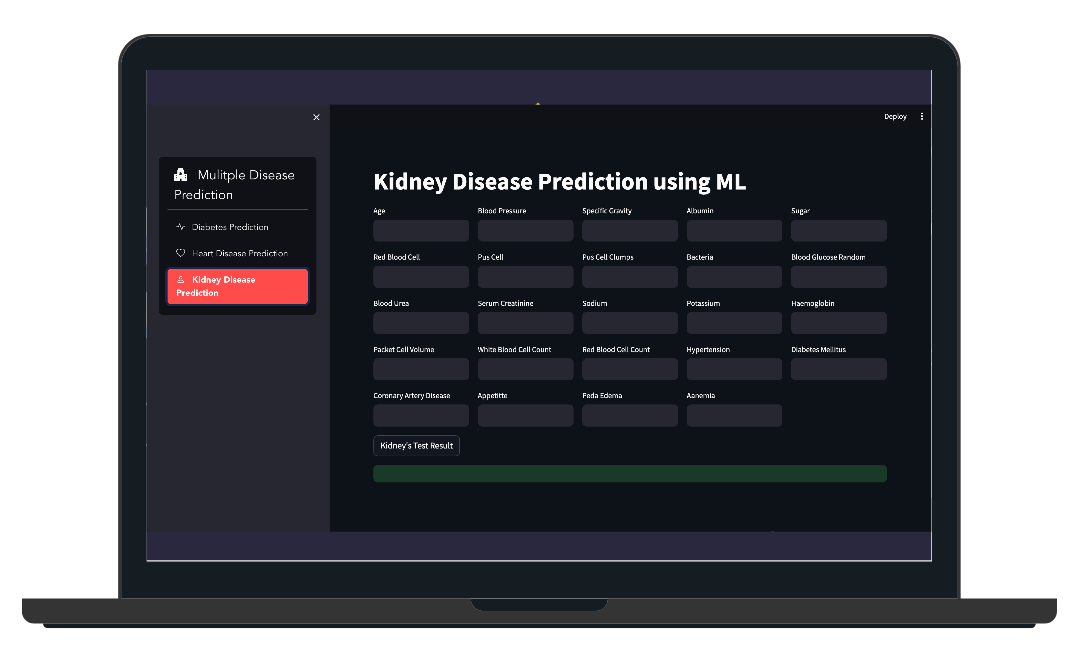 Deploy
Mulitple Disease
Prediction
Diabetes Prediction
Heart Disease Prediction
Kidney Disease
Prediction
Kidney Disease Prediction using ML
Age Blood Pressure Specific Gravity Albumin Sugar
Red Blood Cell Pus Cell Pus Cell Clumps Bacteria Blood Glucose Random
Blood Urea Serum Creatinine Sodium Potassium Haemoglobin
Packet Cell Volume White Blood Cell Count Red Blood Cell Count Hypertension Diabetes Mellitus
Coronary Artery Disease Appetitte Peda Edema Aanemia
Kidney's Test Result